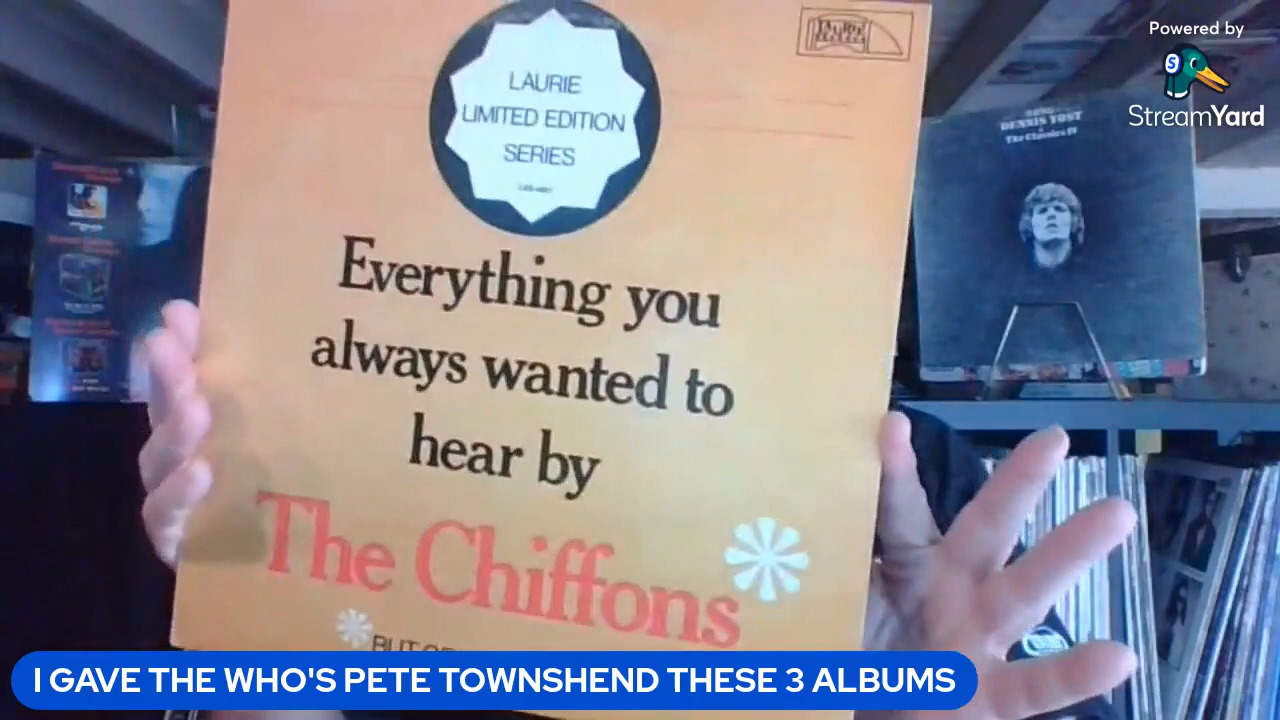 Powered by
StreamYard
LAURIE
LIMITED EDITION
SERIES
DENNIS YOST
The Classics IV
Everything you
always wanted to
hear by
The Chiffons
I GAVE THE WHO'S PETE TOWNSHEND THESE 3 ALBUMS